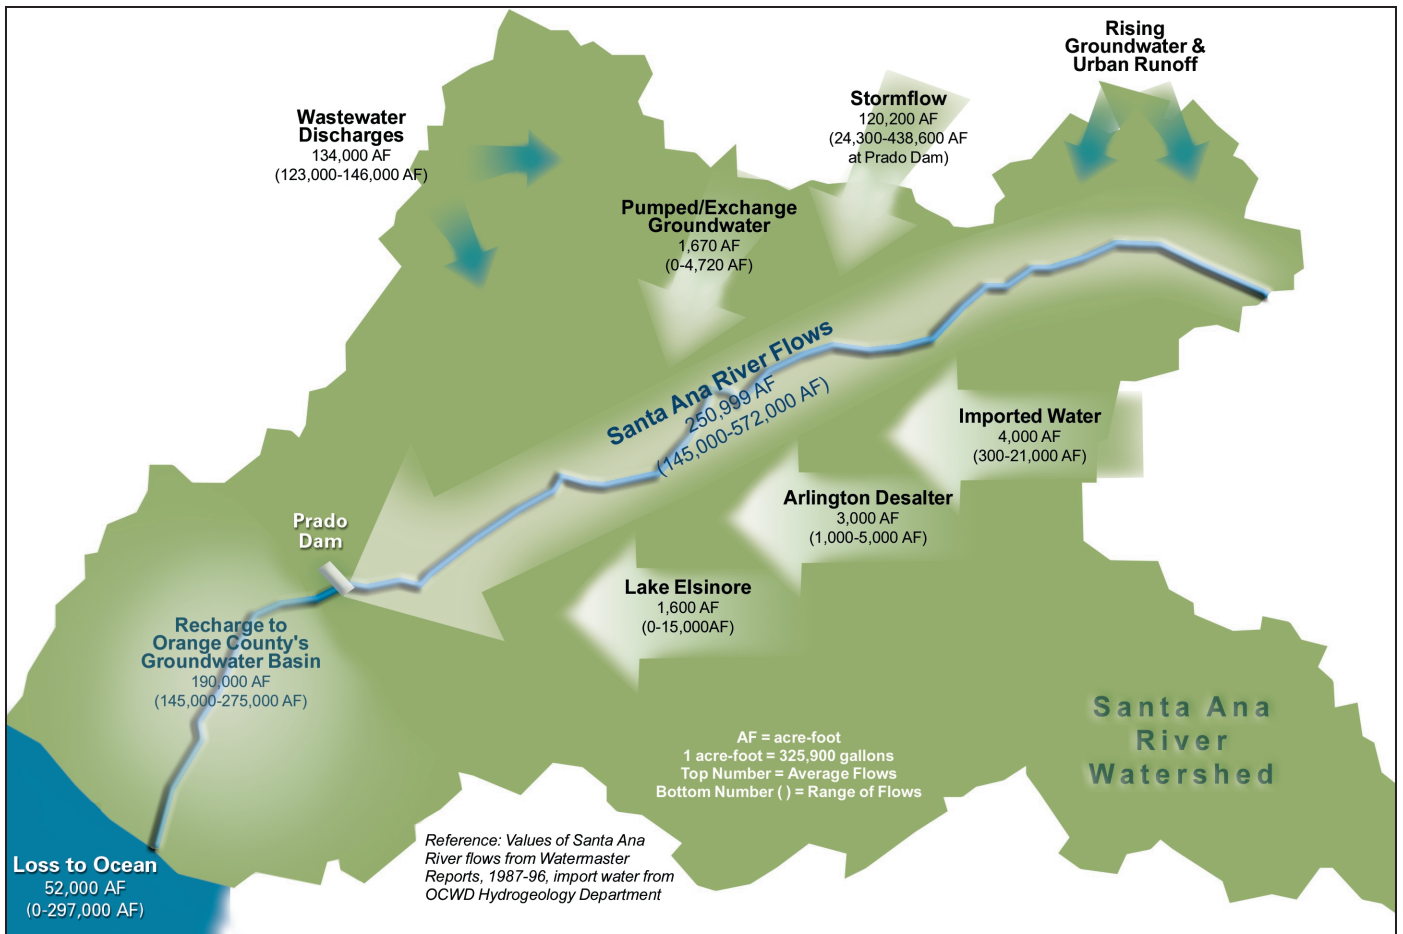 Rising
Groundwater &
Urban Runoff
Stormflow
120,200 AF
(24,300-438,600 AF
at Prado Dam)
Wastewater
Discharges
134,000 AF
(123,000-146,000 AF)
Pumped/Exchange
Groundwater
1,670 AF
(0-4,720 AF)
Santa Ana River Flows
250,999 AF
(145,000-572,000 AF)
Imported Water
4,000 AF
(300-21,000 AF)
Arlington Desalter
3,000 AF
(1,000-5,000 AF)
Prado
Dam
Lake Elsinore
1,600 AF
(0-15,000AF)
Recharge to
Orange County's
Groundwater Basin
190,000 AF
(145,000-275,000 AF)
Santa Ana
River
Watershed
AF = acre-foot
1 acre-foot = 325,900 gallons
Top Number = Average Flows
Bottom Number ( ) = Range of Flows
Reference: Values of Santa Ana
River flows from Watermaster
Reports, 1987-96, import water from
OCWD Hydrogeology Department
Loss to Ocean
52,000 AF
(0-297,000 AF)